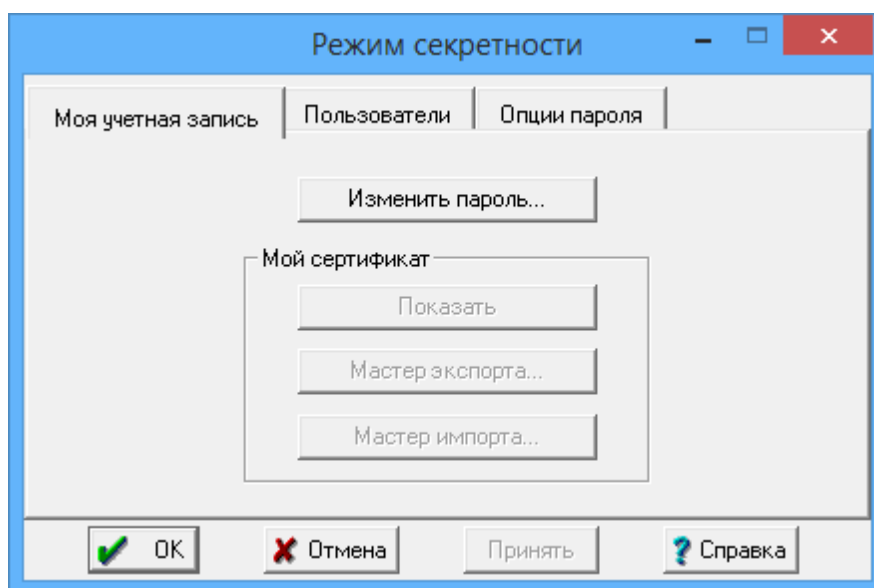 Режим секретности
Моя учетная запись
Пользователи
Опции пароля
Изменить пароль...
Мой сертификат
Показать
Мастер экспорта...
Мастер импорта...
OK
Отмена
Принять
Справка